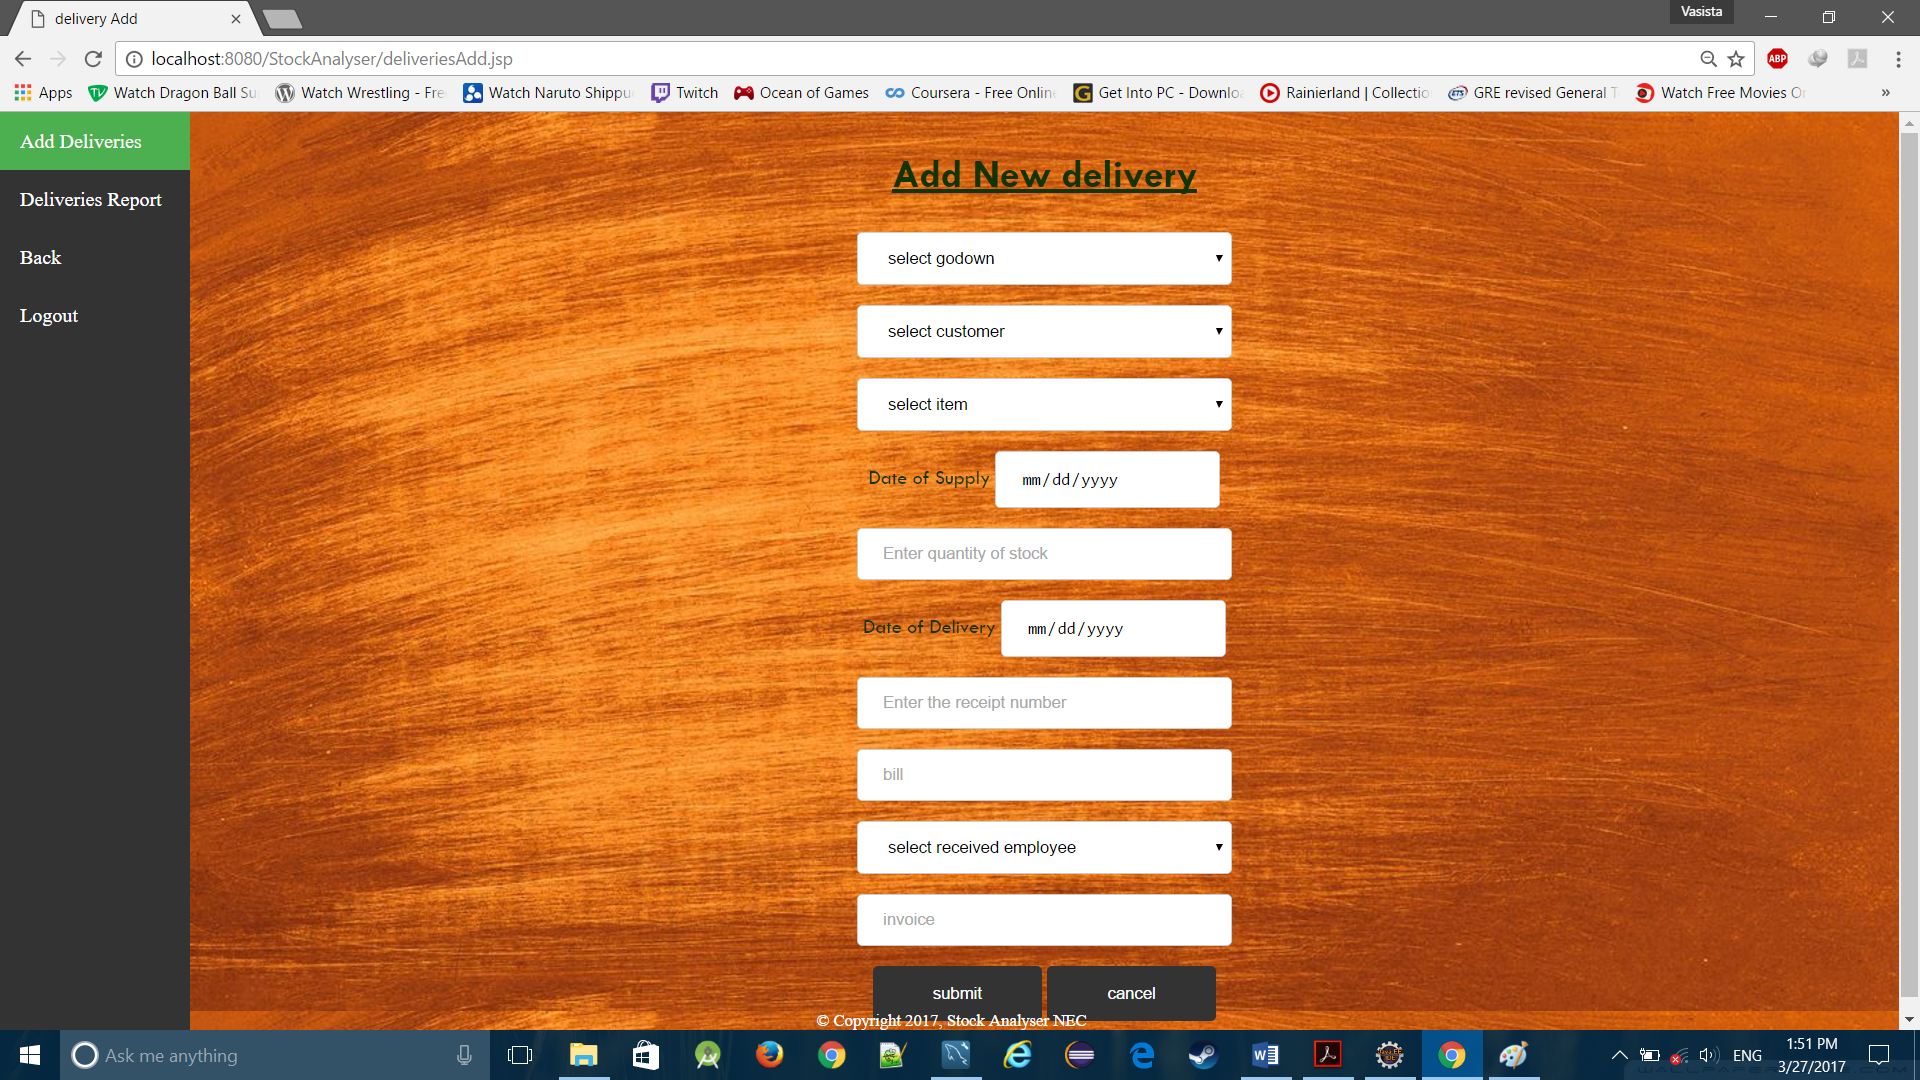 delivery Add
Vasista
localhost:8080/StockAnalyser/deliveriesAdd.jsp
ABP
Apps
Watch Dragon Ball Su
Watch Wrestling - Fre
Watch Naruto Shippu
Twitch
Ocean of Games
Coursera - Free Onlin
Get Into PC - Downlo
Rainierland | Collectio
GRE revised General T
Watch Free Movies O
»
Add Deliveries
Deliveries Report
Back
Logout
Add New delivery
select godown
select customer
select item
Date of Supply mm/dd/yyyy
Enter quantity of stock
Date of Delivery mm/dd/yyyy
Enter the receipt number
bill
select received employee
invoice
submit cancel
© Copyright 2017, Stock Analyser NEC
Ask me anything
ENG
1:51 PM
3/27/2017